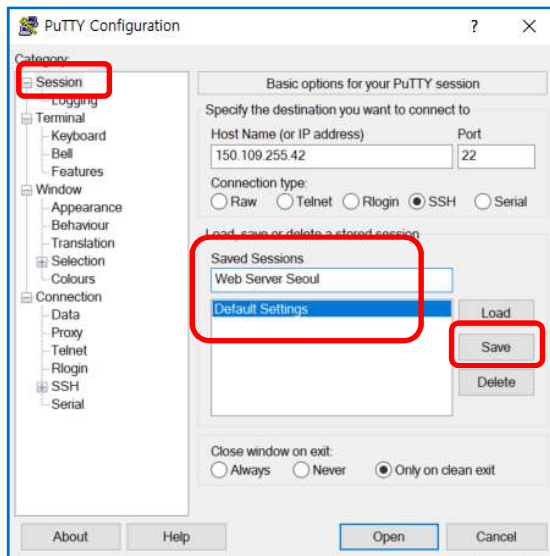 PuTTY Configuration
Category:
Session
Logging
Terminal
Keyboard
Bell
Features
Window
Appearance
Behaviour
Translation
Selection
Colours
Connection
Data
Proxy
Telnet
Rlogin
SSH
Serial
Basic options for your PuTTY session
Specify the destination you want to connect to
Host Name (or IP address) Port
150.109.255.42 22
Connection type:
Raw Telnet Rlogin SSH Serial
Load, save or delete a stored session
Saved Sessions
Web Server Seoul
Default Settings
Load
Save
Delete
Close window on exit:
Always Never Only on clean exit
About Help Open Cancel